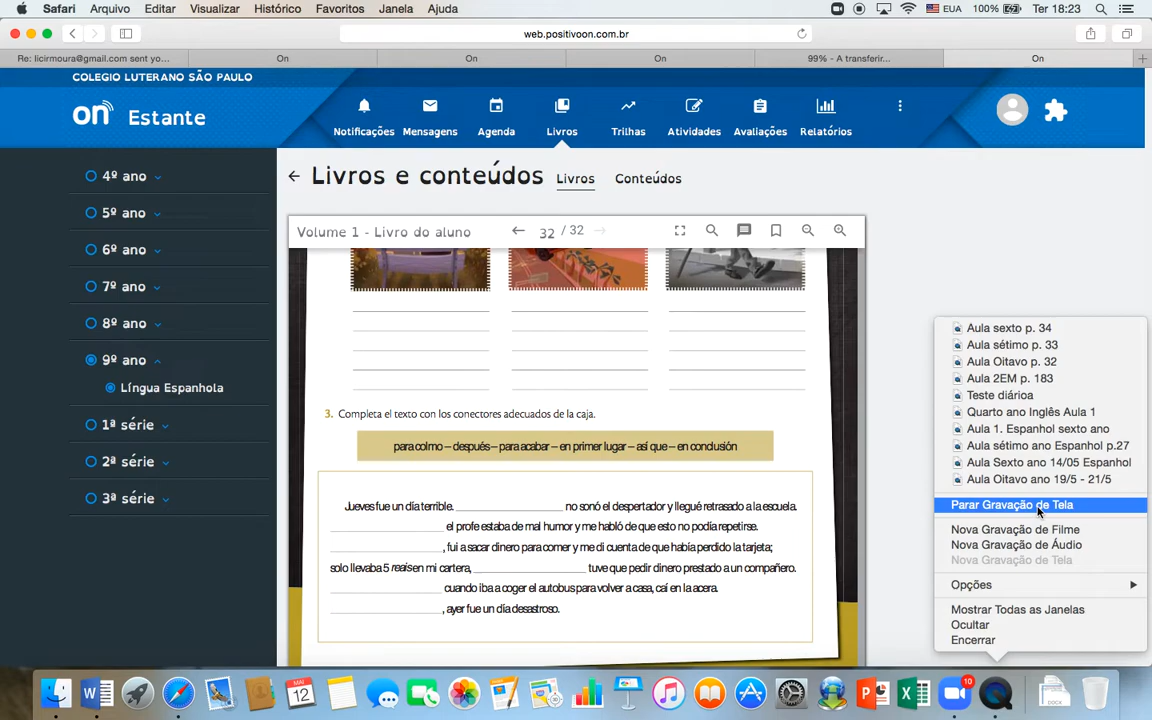 Safari Arquivo Editar Visualizar Histórico Favoritos Janela Ajuda EUA 100% Ter 18:23
web.positivoon.com.br
Re: licirmoura@gmail.com sent yo... On On On 99% - A transferir... On
COLEGIO LUTERANO SÃO PAULO
on Estante
Notificações Mensagens Agenda Livros Trilhas Atividades Avaliações Relatórios
4º ano
5º ano
6º ano
7º ano
8º ano
9º ano
Língua Espanhola
1ª série
2ª série
3ª série
Livros e conteúdos Livros Conteúdos
Volume 1 - Livro do aluno 32 / 32
3. Completa el texto con los conectores adecuados de la caja.
para colmo – después – para acabar – en primer lugar – así que – en conclusión
Jueves fue un día terrible. no sonó el despertador y llegué retrasado a la escuela.
el profe estaba de mal humor y me habló de que esto no podía repetirse.
, fui a sacar dinero para comer y me di cuenta de que había perdido la tarjeta;
solo llevaba 5 reais en mi cartera, tuve que pedir dinero prestado a un compañero.
cuando iba a coger el autobus para volver a casa, caí en la acera.
, ayer fue un día desastroso.
Aula sexto p. 34
Aula sétimo p. 33
Aula Oitavo p. 32
Aula 2EM p. 183
Teste diárioa
Quarto ano Inglês Aula 1
Aula 1. Espanhol sexto ano
Aula sétimo ano Espanhol p.27
Aula Sexto ano 14/05 Espanhol
Aula Oitavo ano 19/5 - 21/5
Parar Gravação de Tela
Nova Gravação de Filme
Nova Gravação de Áudio
Nova Gravação de Tela
Opções
Mostrar Todas as Janelas
Ocultar
Encerrar
MAI
12
10
DOCX